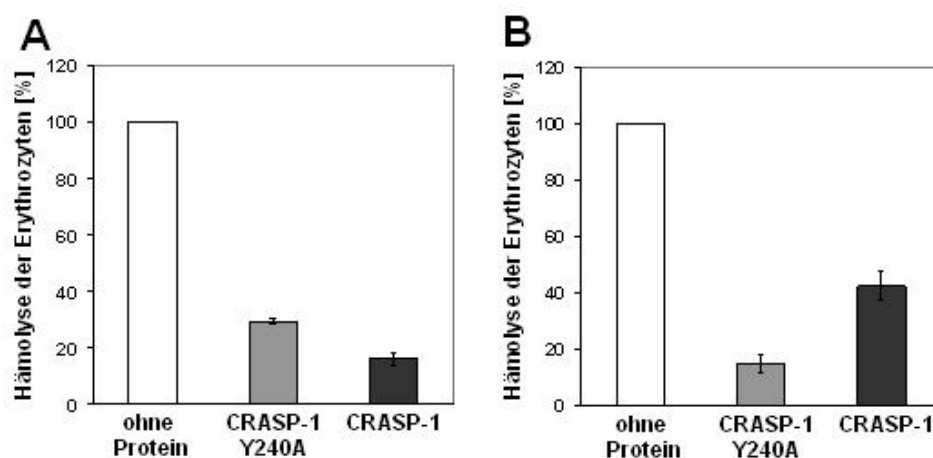 A
Hämolyse der Erythrozyten [%]
120
100
80
60
40
20
0
ohne
Protein
CRASP-1
Y240A
CRASP-1
B
Hämolyse der Erythrozyten [%]
120
100
80
60
40
20
0
ohne
Protein
CRASP-1
Y240A
CRASP-1